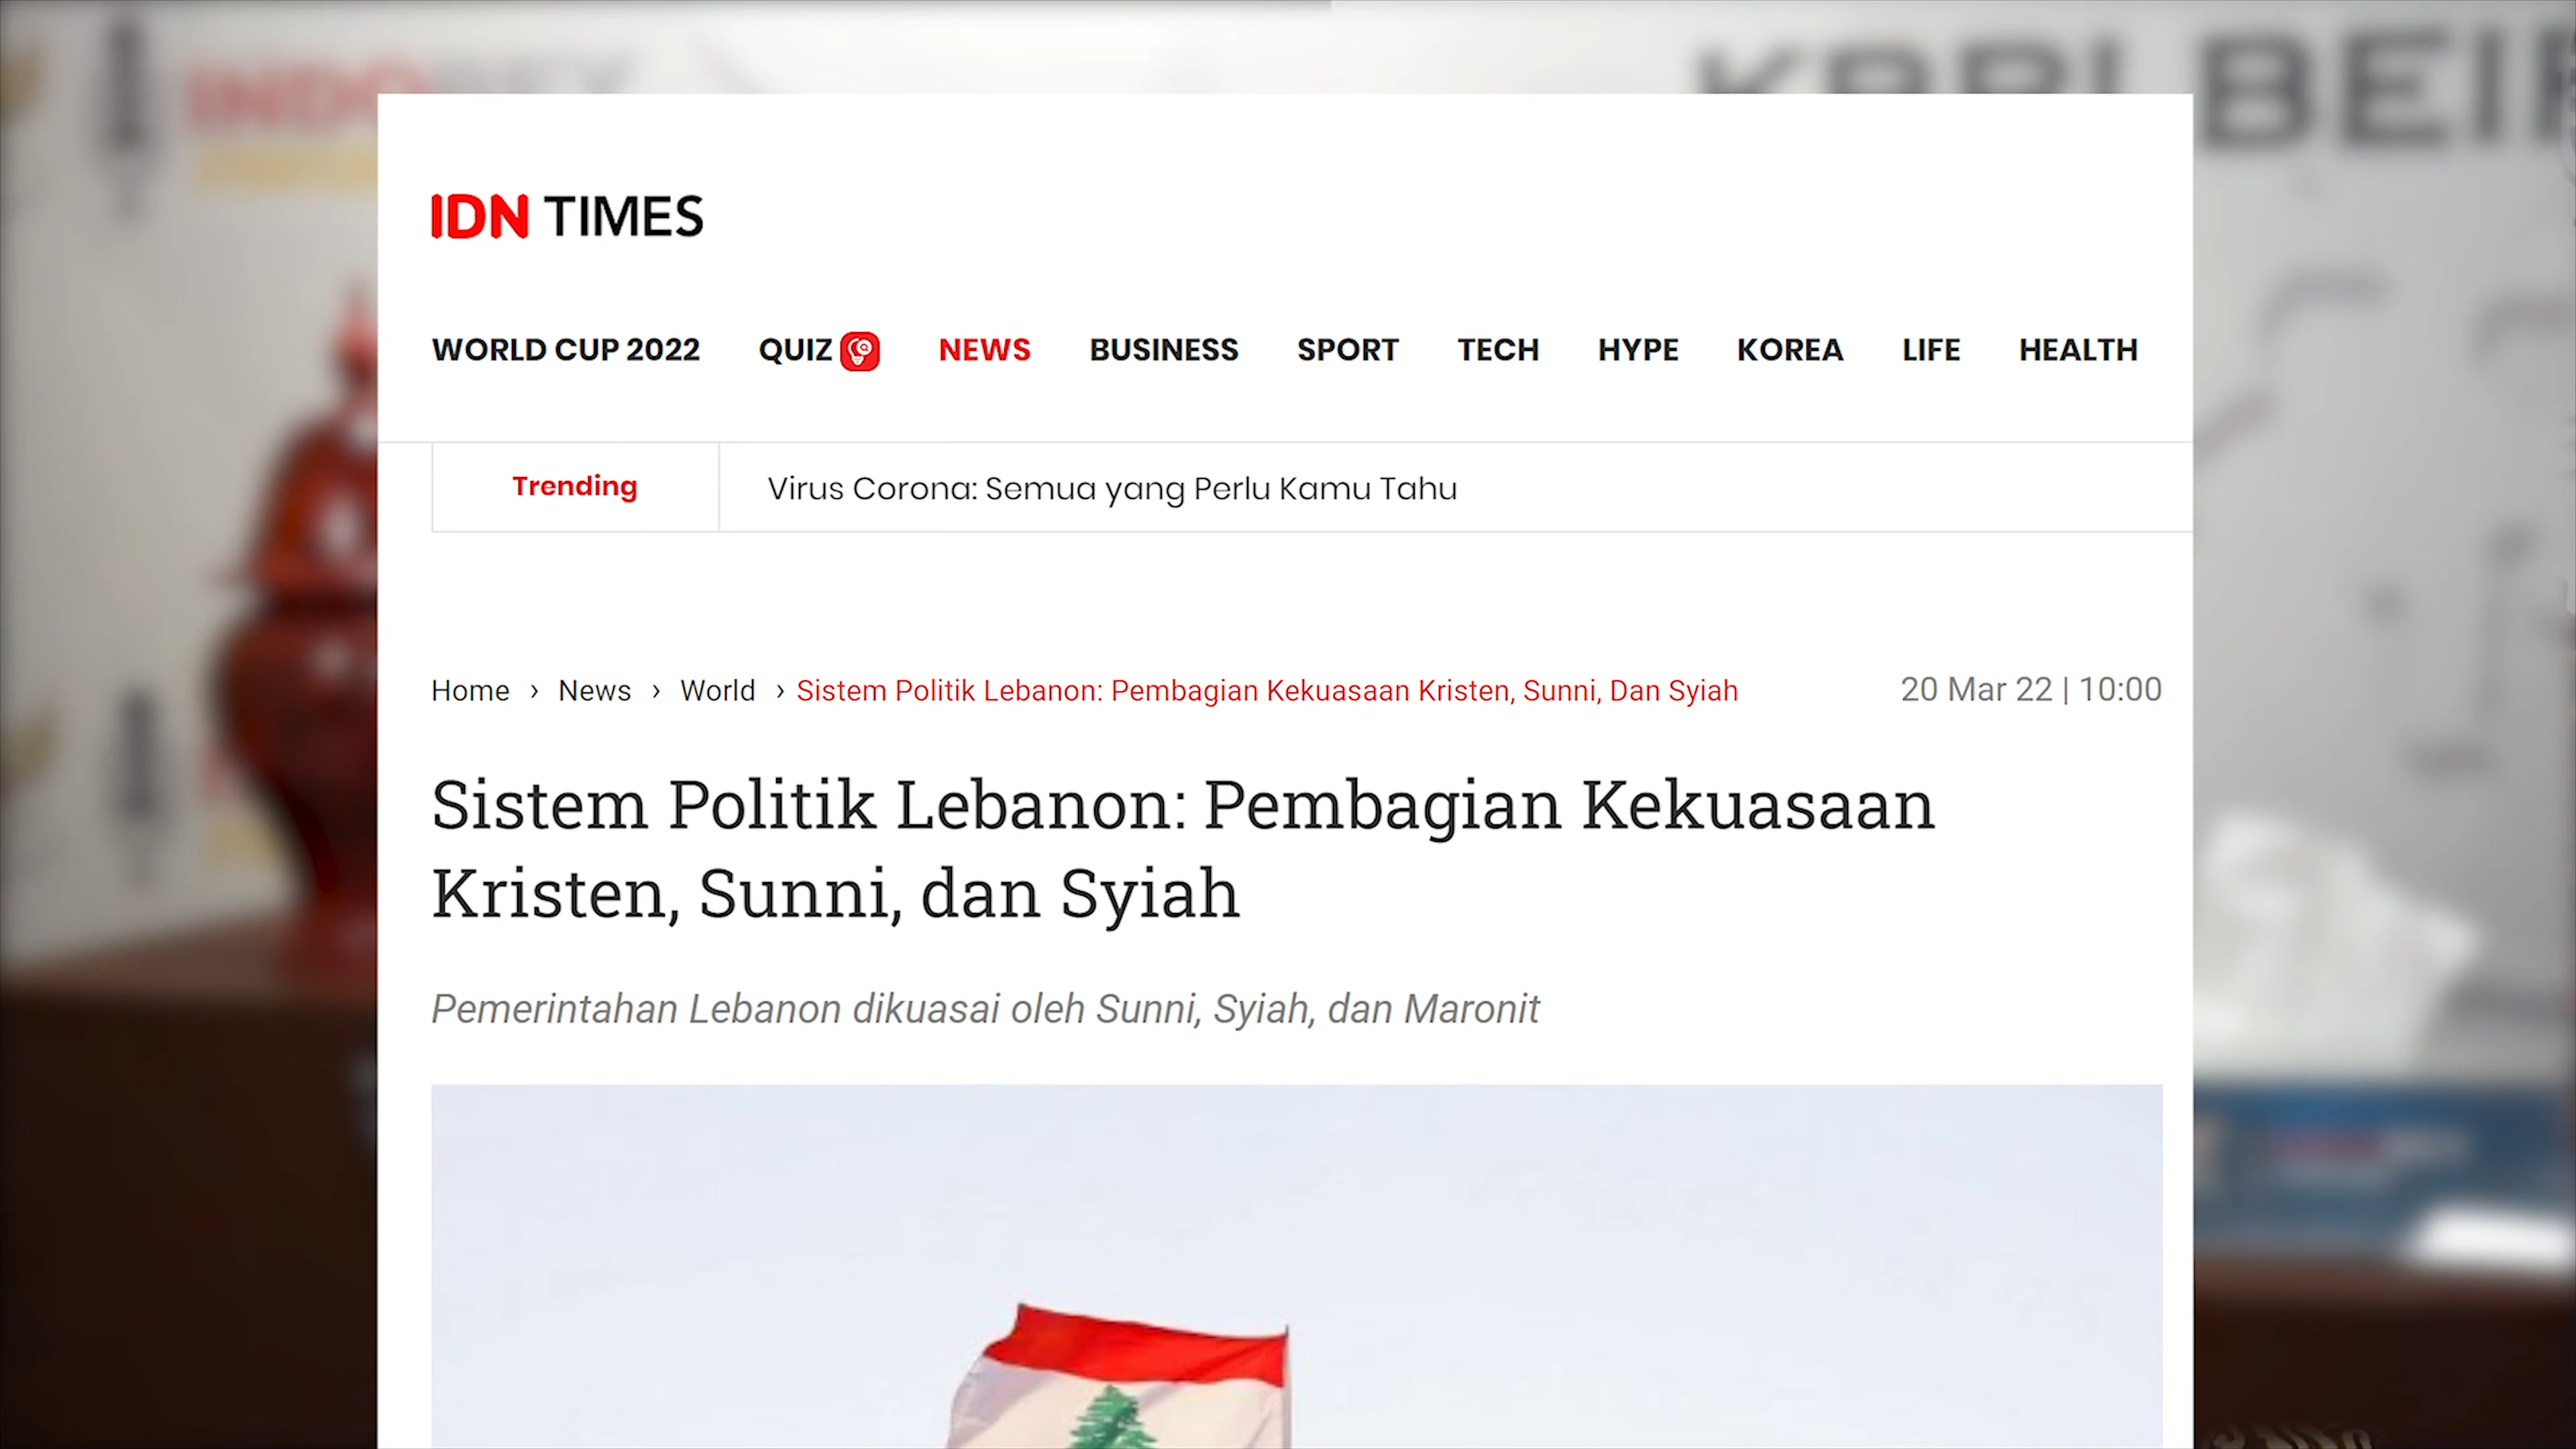 IDN TIMES
WORLD CUP 2022 QUIZ NEWS BUSINESS SPORT TECH HYPE KOREA LIFE HEALTH
Trending Virus Corona: Semua yang Perlu Kamu Tahu
Home › News › World › Sistem Politik Lebanon: Pembagian Kekuasaan Kristen, Sunni, Dan Syiah 20 Mar 22 | 10:00
Sistem Politik Lebanon: Pembagian Kekuasaan
Kristen, Sunni, dan Syiah
Pemerintahan Lebanon dikuasai oleh Sunni, Syiah, dan Maronit